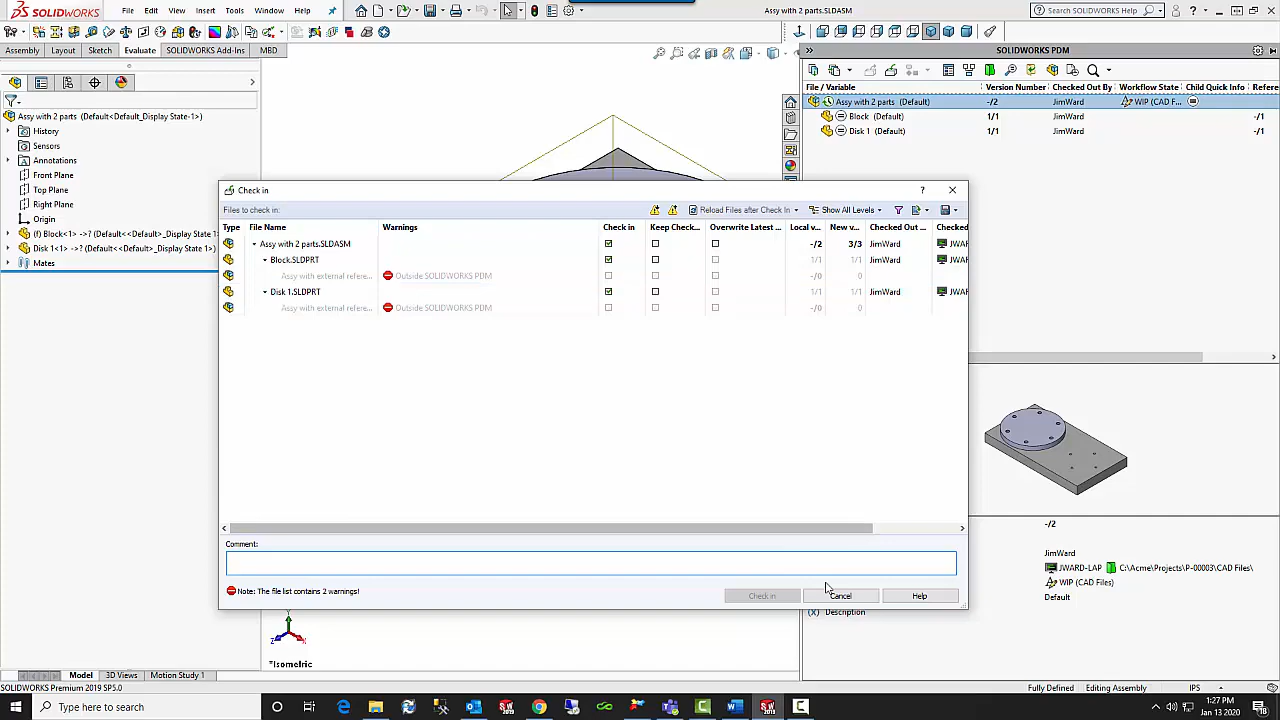 SOLIDWORKS File Edit View Insert Tools Window Help
Assy with 2 parts.SLDASM
Search SOLIDWORKS Help
Assembly Layout Sketch Evaluate SOLIDWORKS Add-Ins MBD
SOLIDWORKS PDM
File / Variable Version Number Checked Out By Workflow State Child Quick Info Refere
Assy with 2 parts (Default) -/2 JimWard WIP (CAD F...
Block (Default) 1/1 JimWard -/1
Disk 1 (Default) 1/1 JimWard -/1
Assy with 2 parts (Default<Default_Display State-1>)
History
Sensors
Annotations
Front Plane
Top Plane
Right Plane
Origin
(f) Block<1> ->? (Default<<Default>_Display Stat
Disk 1<1> ->? (Default<<Default>_Display State-1>)
Mates
Check in
Files to check in:
Reload Files after Check In Show All Levels
Type File Name Warnings Check in Keep Check... Overwrite Latest ... Local v... New v... Checked Out ... Checked
Assy with 2 parts.SLDASM -/2 3/3 JimWard JWAR
Block.SLDPRT 1/1 1/1 JimWard JWAR
Assy with external refere... Outside SOLIDWORKS PDM -/0 0
Disk 1.SLDPRT 1/1 1/1 JimWard JWAR
Assy with external refere... Outside SOLIDWORKS PDM -/0 0
Comment:
Note: The file list contains 2 warnings!
Check in Cancel Help
-/2
JimWard
JWARD-LAP C:\Acme\Projects\P-00003\CAD Files\
WIP (CAD Files)
Default
(X) Description
Y
Z X
*Isometric
Model 3D Views Motion Study 1
SOLIDWORKS Premium 2019 SP5.0 Fully Defined Editing Assembly IPS
Type here to search
1:27 PM
Jan 13 2020